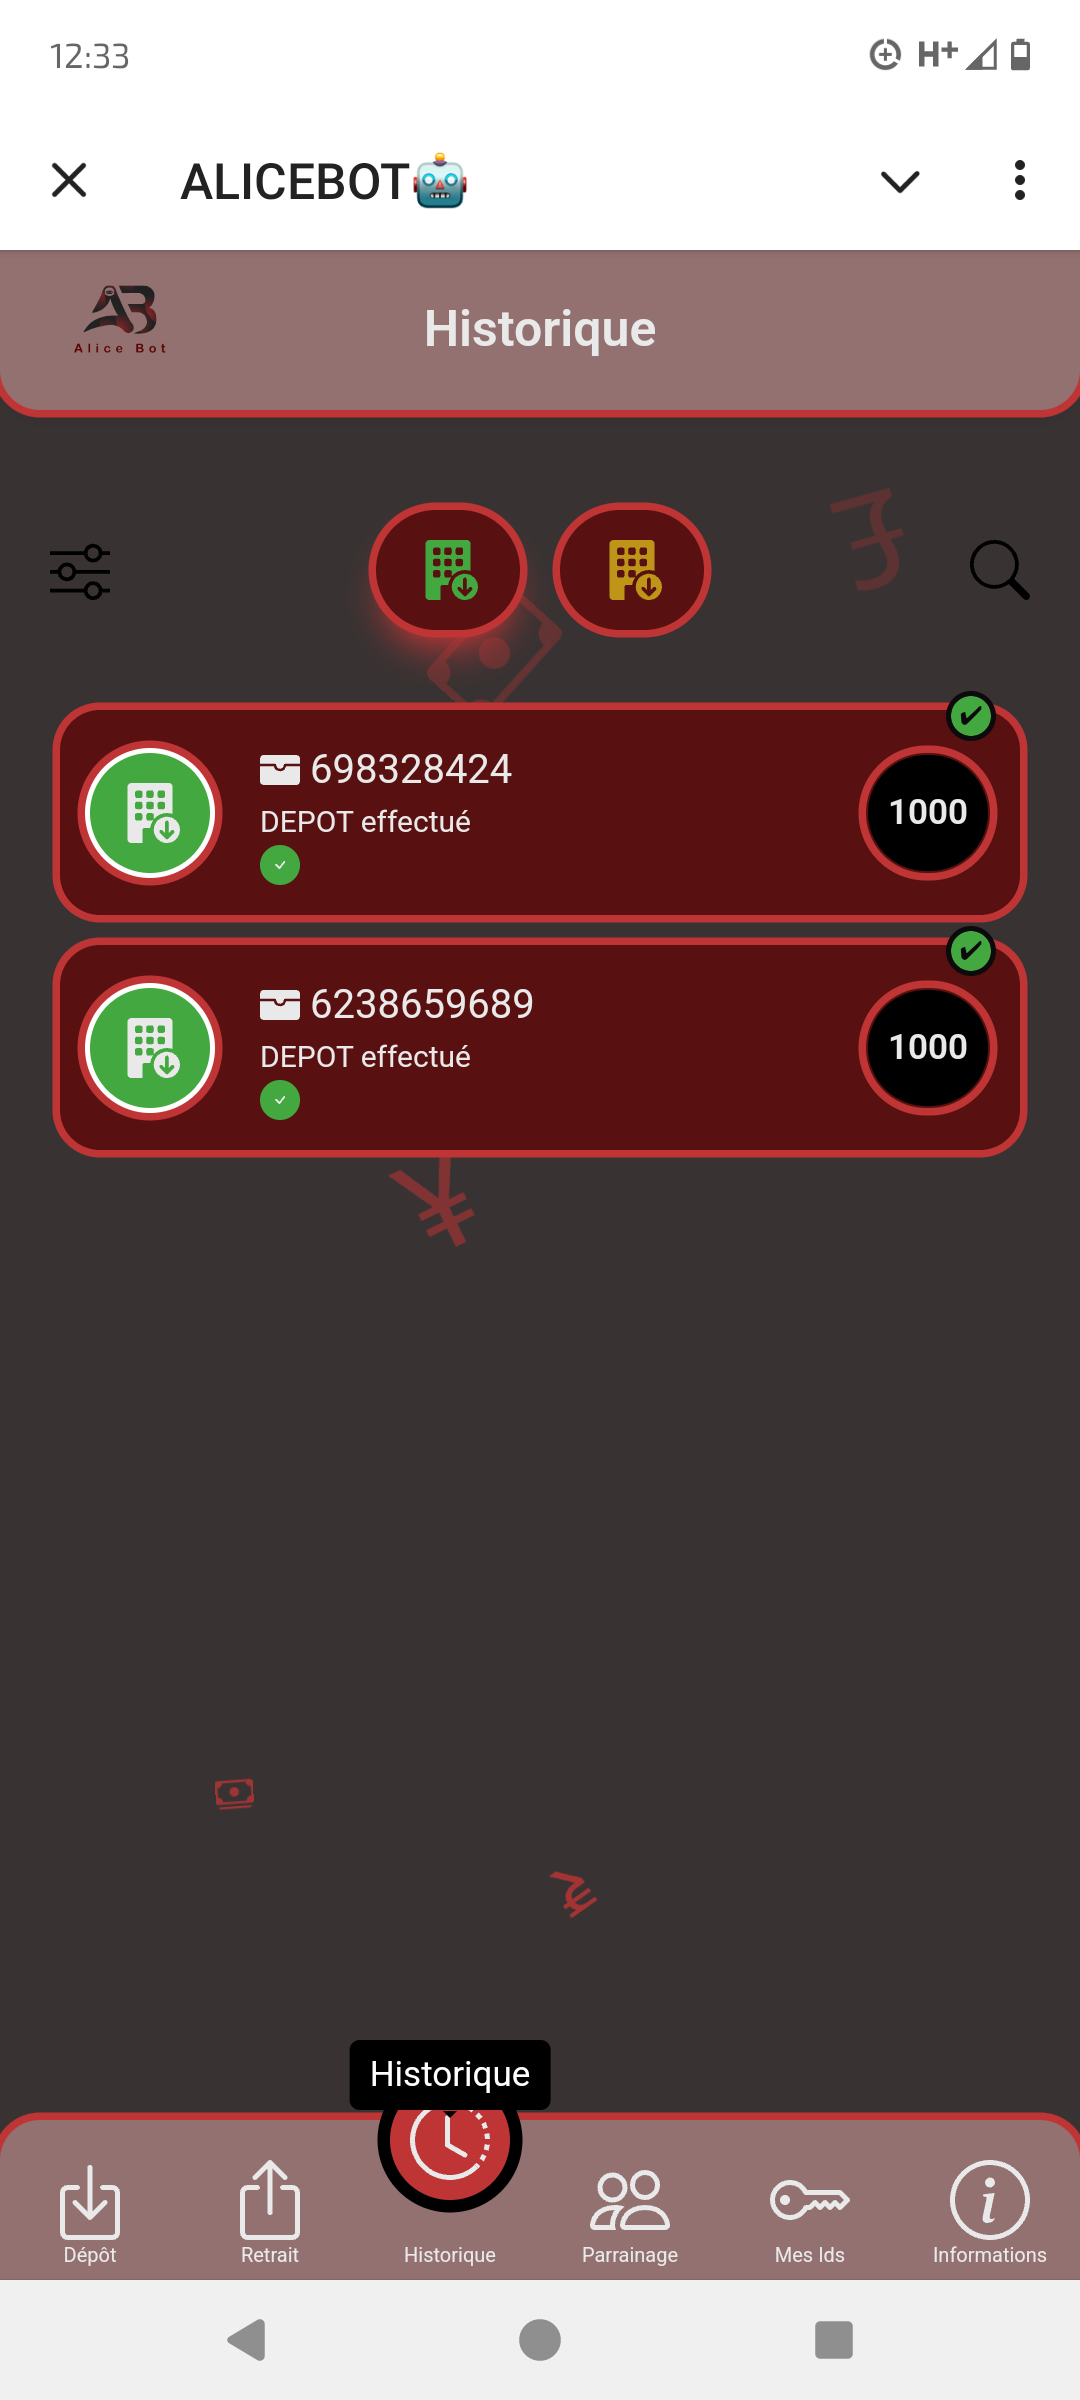 12:33
H+
ALICEBOT🤖
AB
Alice Bot
Historique
698328424
DEPOT effectué
1000
6238659689
DEPOT effectué
1000
Historique
Dépôt
Retrait
Historique
Parrainage
Mes Ids
Informations